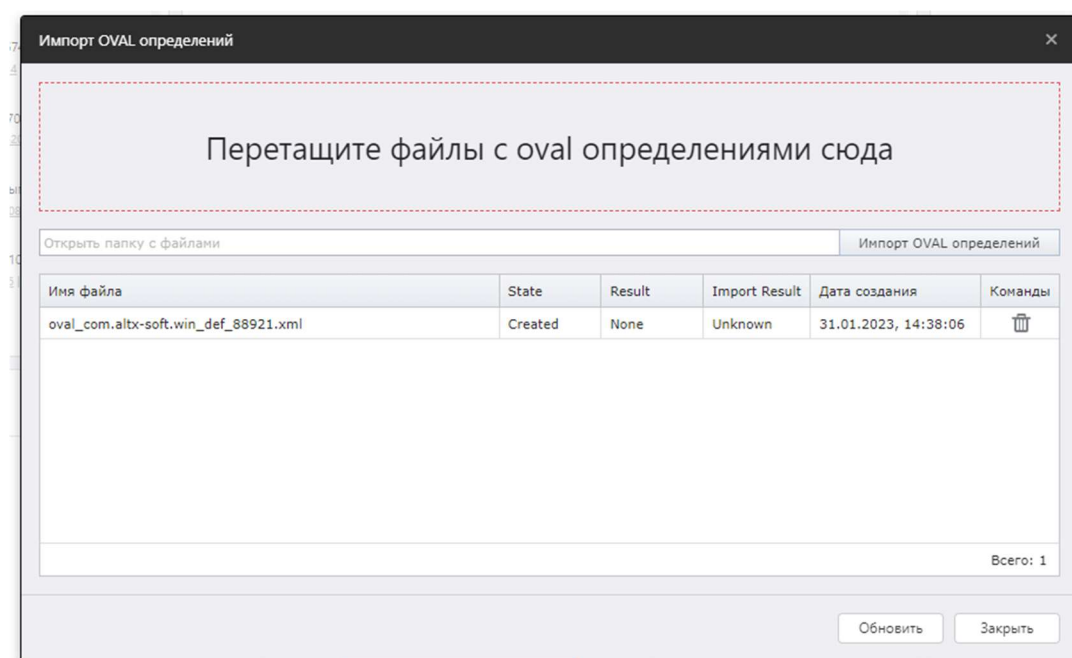 Импорт OVAL определений
Перетащите файлы с oval определениями сюда
Открыть папку с файлами Импорт OVAL определений
Имя файла State Result Import Result Дата создания Команды
oval_com.altx-soft.win_def_88921.xml Created None Unknown 31.01.2023, 14:38:06
Всего: 1
Обновить Закрыть